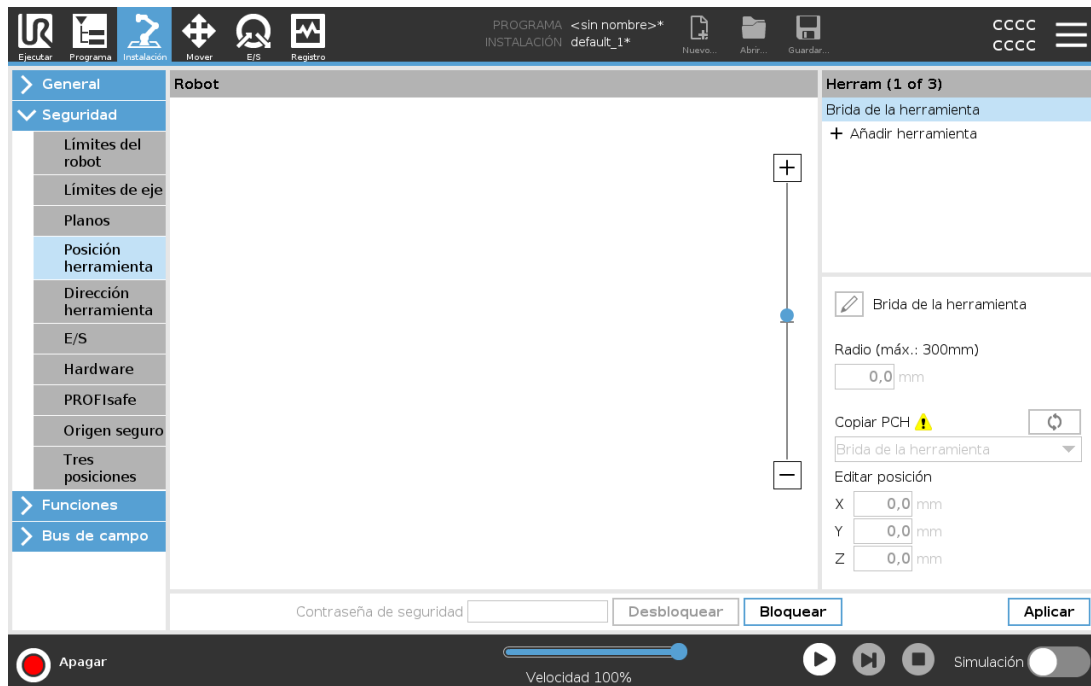 PROGRAMA <sin nombre>*
INSTALACIÓN default_1*
CCCC
CCCC
Ejecutar Programa Instalación Mover E/S Registro Nuevo... Abrir... Guardar...
General
Seguridad
Límites del
robot
Límites de eje
Planos
Posición
herramienta
Dirección
herramienta
E/S
Hardware
PROFIsafe
Origen seguro
Tres
posiciones
Funciones
Bus de campo
Robot
Herram (1 of 3)
Brida de la herramienta
+ Añadir herramienta
Brida de la herramienta
Radio (máx.: 300mm)
0,0 mm
Copiar PCH
Brida de la herramienta
Editar posición
X 0,0 mm
Y 0,0 mm
Z 0,0 mm
Contraseña de seguridad Desbloquear Bloquear Aplicar
Apagar
Velocidad 100%
Simulación